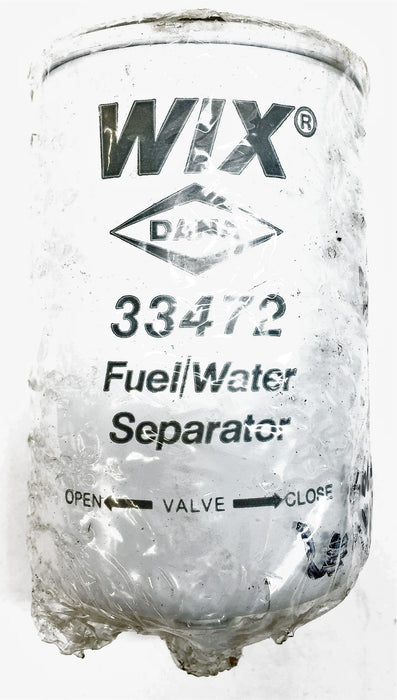 WIX®
DANA
33472
Fuel/Water
Separator
OPEN ← VALVE → CLOSE